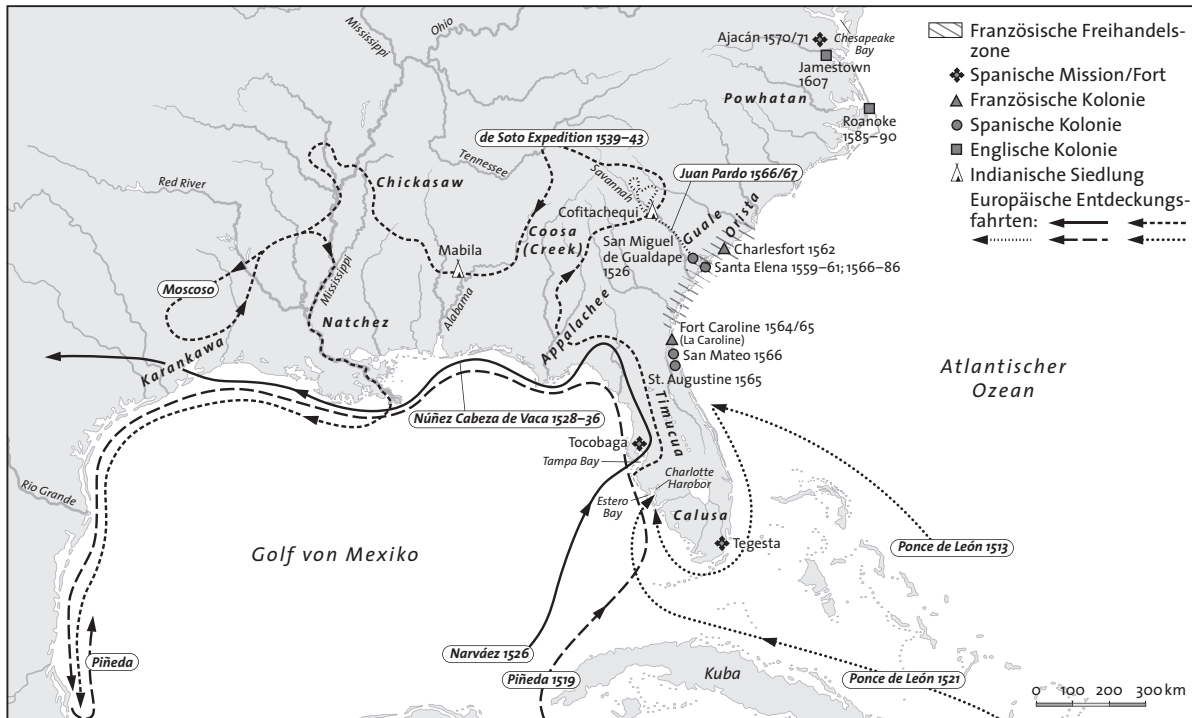 Mississippi
Ohio
Ajacán 1570/71
Chesapeake
Bay
Jamestown
1607
Powhatan
Roanoke
1585–90
Französische Freihandels-
zone
Spanische Mission/Fort
Französische Kolonie
Spanische Kolonie
Englische Kolonie
Indianische Siedlung
Europäische Entdeckungs-
fahrten:
de Soto Expedition 1539–43
Tennessee
Savannah
Juan Pardo 1566/67
Red River
Chickasaw
Cofitachequi
Guale
Orista
Coosa
(Creek)
Mabila
San Miguel
de Gualdape
1526
Charlesfort 1562
Santa Elena 1559–61; 1566–86
Moscoso
Mississippi
Alabama
Natchez
Appalachee
Fort Caroline 1564/65
(La Caroline)
San Mateo 1566
St. Augustine 1565
Karankawa
Atlantischer
Ozean
Núñez Cabeza de Vaca 1528–36
Timucua
Tocobaga
Tampa Bay
Charlotte
Harobor
Estero
Bay
Rio Grande
Calusa
Tegesta
Golf von Mexiko
Ponce de León 1513
Narváez 1526
Piñeda
Piñeda 1519
Kuba
Ponce de León 1521
0 100 200 300 km